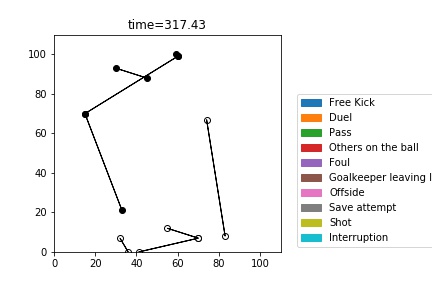 time=317.43
100
80
60
40
20
0
0 20 40 60 80 100
Free Kick
Duel
Pass
Others on the ball
Foul
Goalkeeper leaving l
Offside
Save attempt
Shot
Interruption